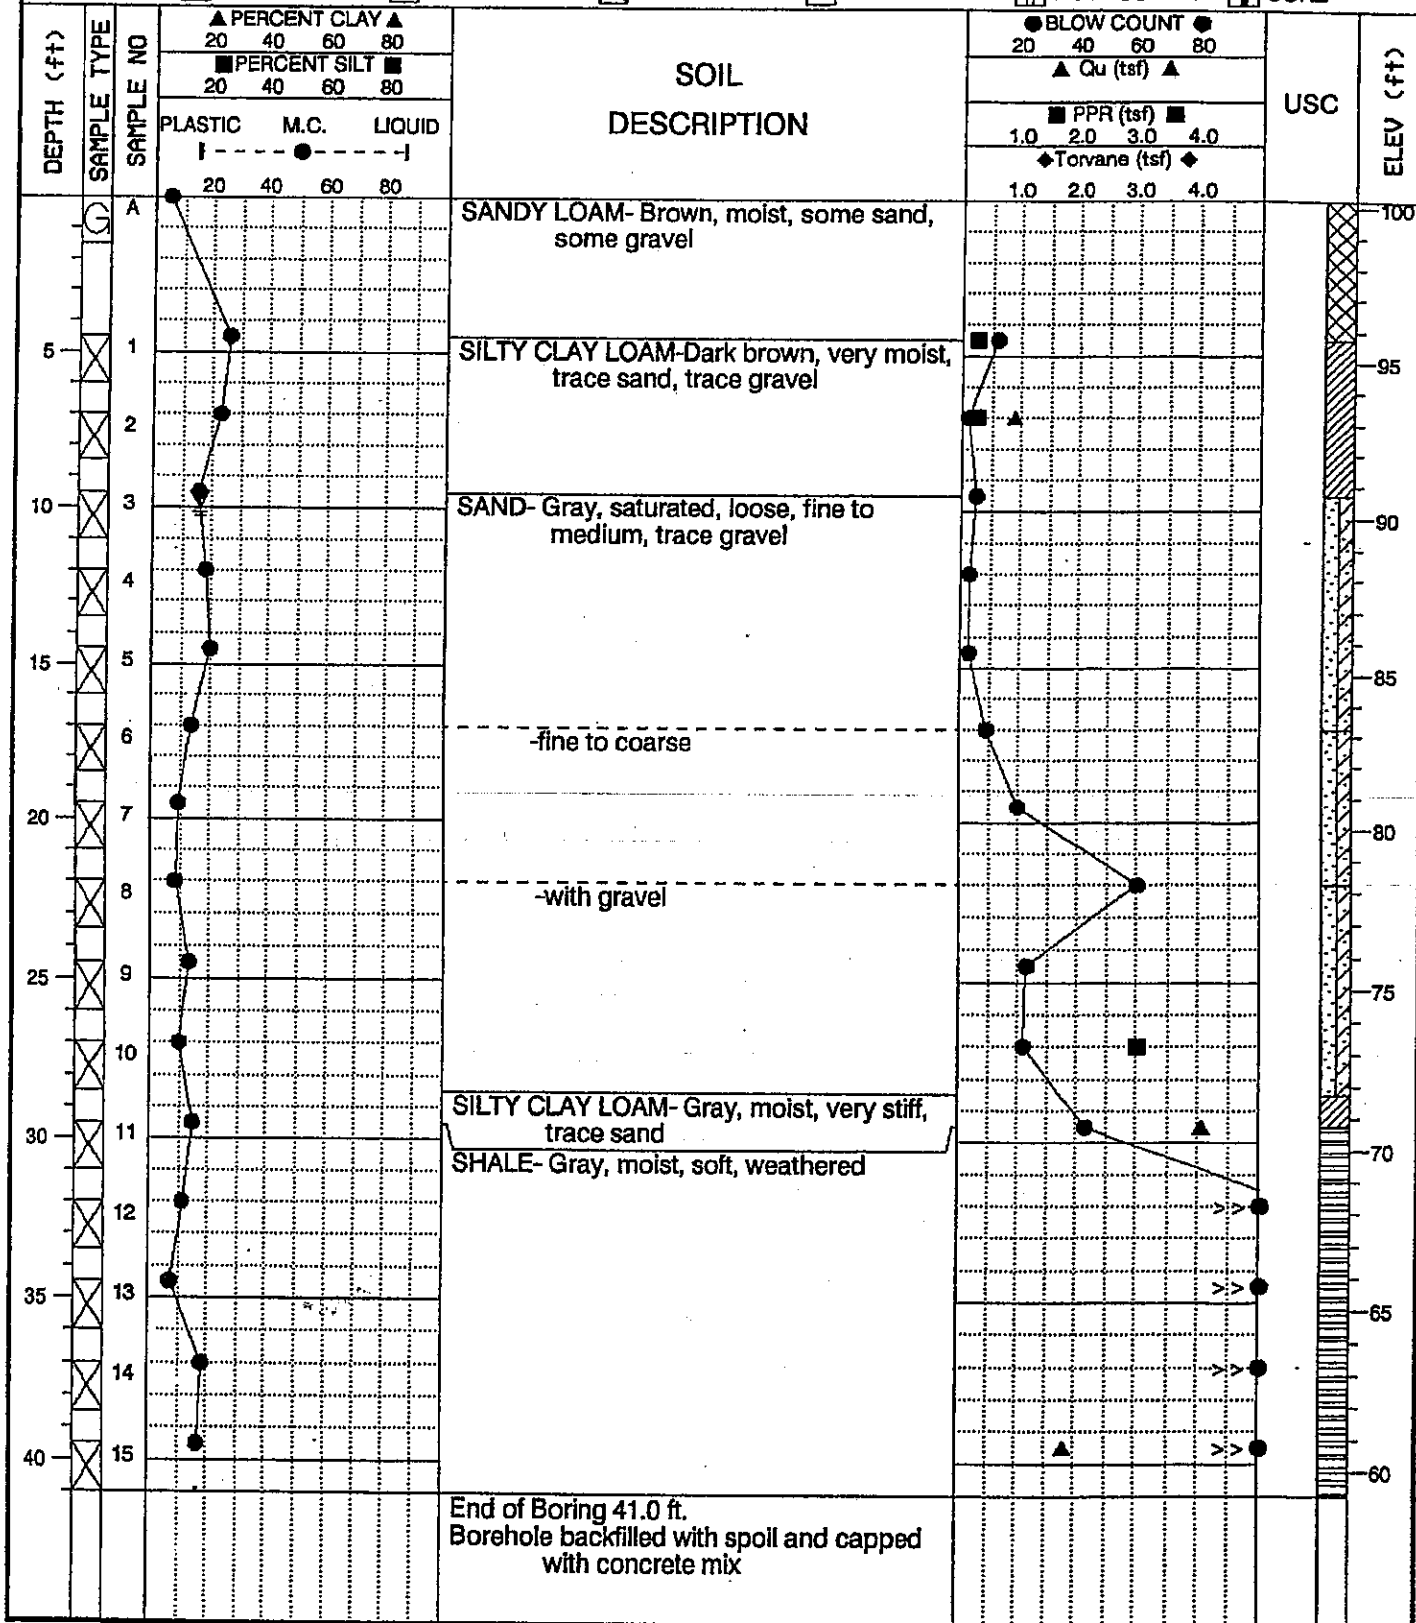 ▲ PERCENT CLAY ▲
20 40 60 80
■ PERCENT SILT ■
20 40 60 80
PLASTIC M.C. LIQUID
20 40 60 80
DEPTH (ft)
SAMPLE TYPE
SAMPLE NO
SOIL
DESCRIPTION
● BLOW COUNT ●
20 40 60 80
▲ Qu (tsf) ▲
■ PPR (tsf) ■
1.0 2.0 3.0 4.0
◆ Torvane (tsf) ◆
1.0 2.0 3.0 4.0
USC
ELEV (ft)
G
A
SANDY LOAM- Brown, moist, some sand,
some gravel
100
5
1
SILTY CLAY LOAM-Dark brown, very moist,
trace sand, trace gravel
95
2
10
3
SAND- Gray, saturated, loose, fine to
medium, trace gravel
90
4
15
5
85
6
-fine to coarse
20
7
80
8
-with gravel
25
9
75
10
SILTY CLAY LOAM- Gray, moist, very stiff,
trace sand
30
11
SHALE- Gray, moist, soft, weathered
70
12
>>
35
13
>>
65
14
>>
40
15
>>
60
End of Boring 41.0 ft.
Borehole backfilled with spoil and capped
with concrete mix